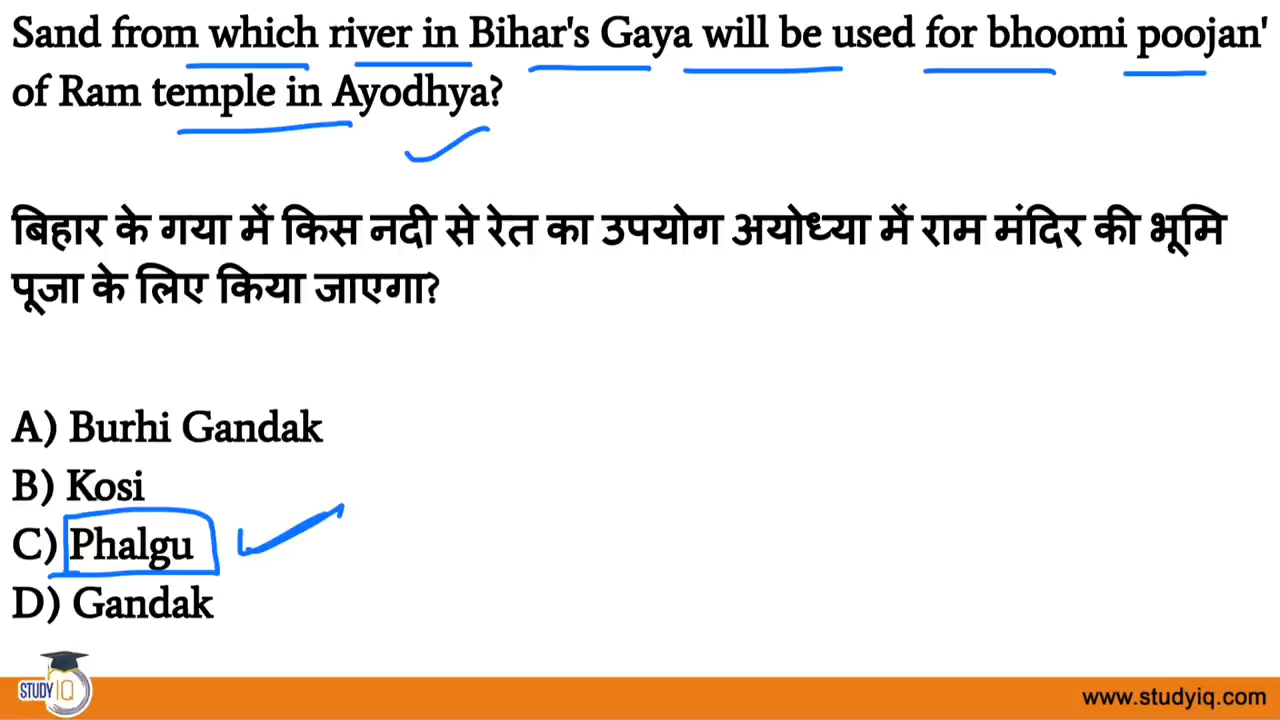 Sand from which river in Bihar's Gaya will be used for bhoomi poojan'
of Ram temple in Ayodhya?
बिहार के गया में किस नदी से रेत का उपयोग अयोध्या में राम मंदिर की भूमि
पूजा के लिए किया जाएगा?
A) Burhi Gandak
B) Kosi
C) Phalgu
D) Gandak
STUDY IQ
www.studyiq.com